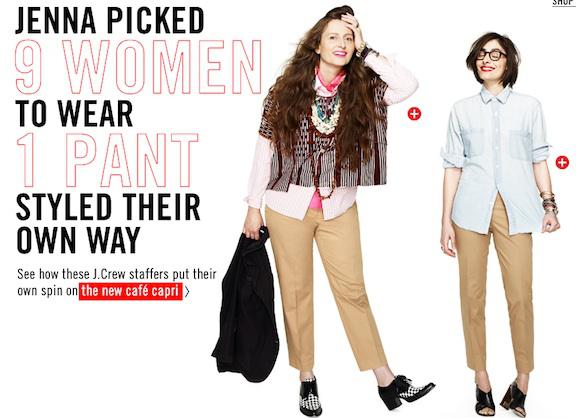 SHOP
JENNA PICKED
9 WOMEN
TO WEAR
1 PANT
STYLED THEIR
OWN WAY
See how these J.Crew staffers put their
own spin on the new café capri >